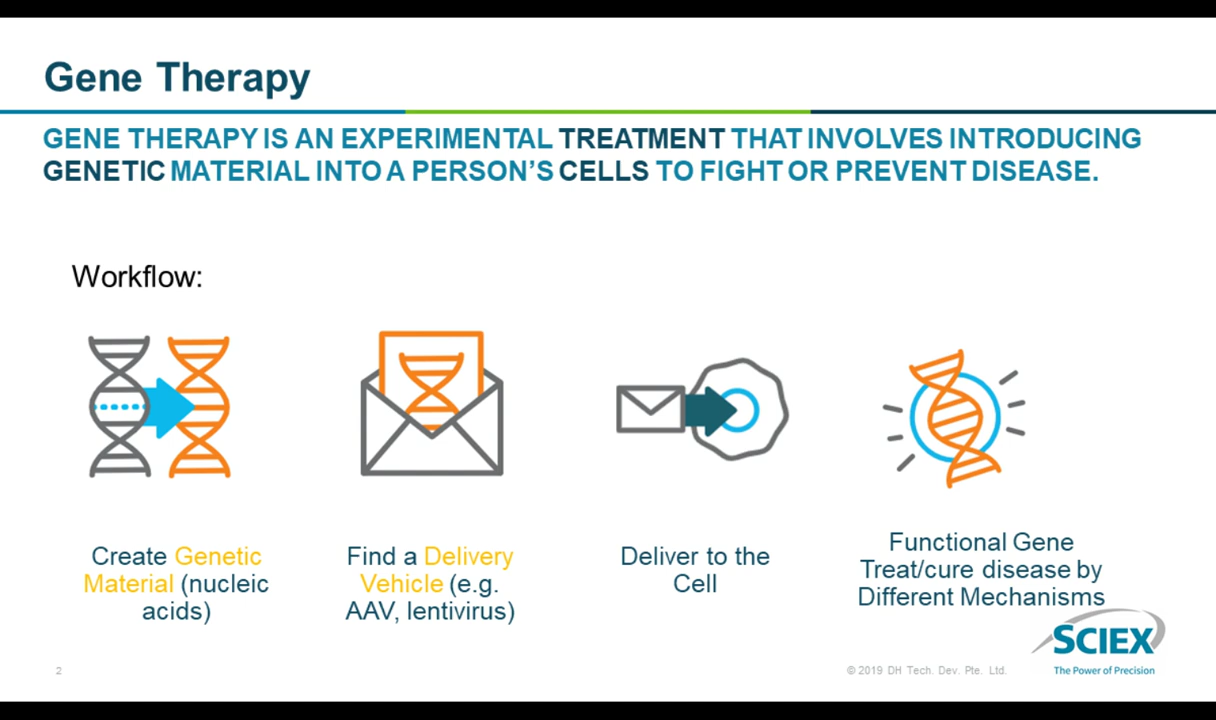 Gene Therapy
GENE THERAPY IS AN EXPERIMENTAL TREATMENT THAT INVOLVES INTRODUCING
GENETIC MATERIAL INTO A PERSON'S CELLS TO FIGHT OR PREVENT DISEASE.
Workflow:
Create Genetic
Material (nucleic
acids)
Find a Delivery
Vehicle (e.g.
AAV, lentivirus)
Deliver to the
Cell
Functional Gene
Treat/cure disease by
Different Mechanisms
2
© 2019 DH Tech. Dev. Pte. Ltd.
SCIEX
The Power of Precision